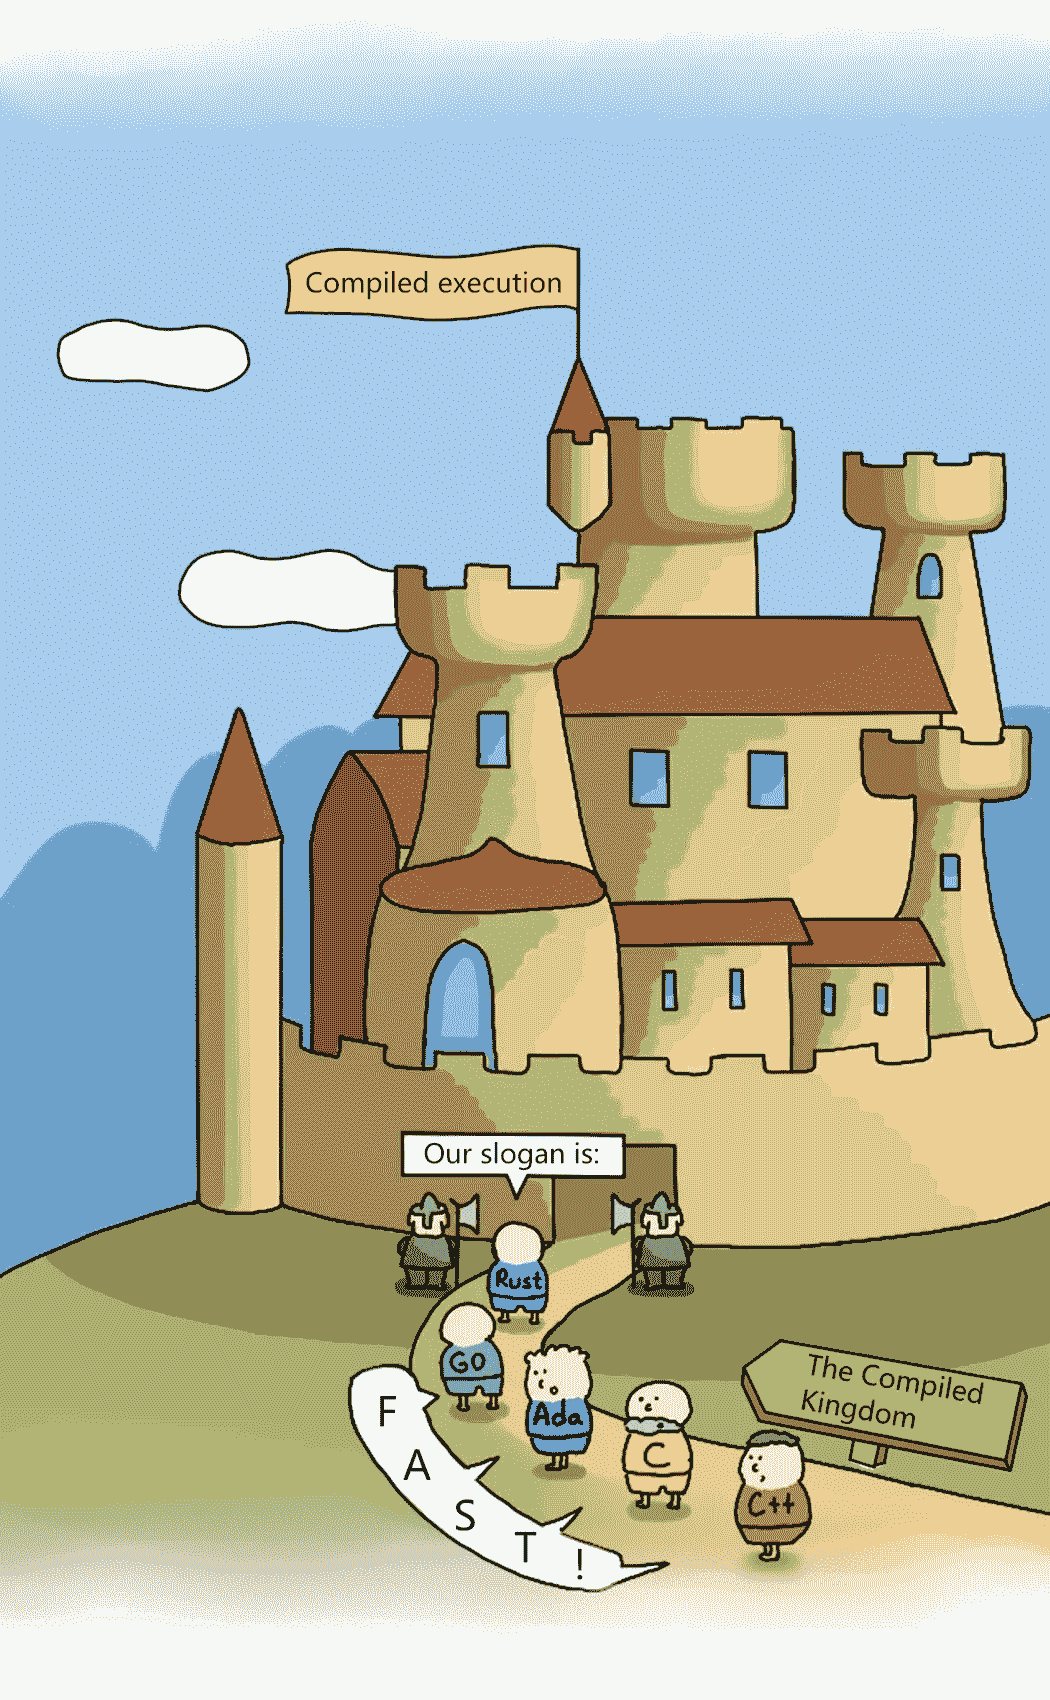 Compiled execution
Our slogan is:
Rust
GO
Ada
C
C++
F
A
S
T
!
The Compiled
Kingdom